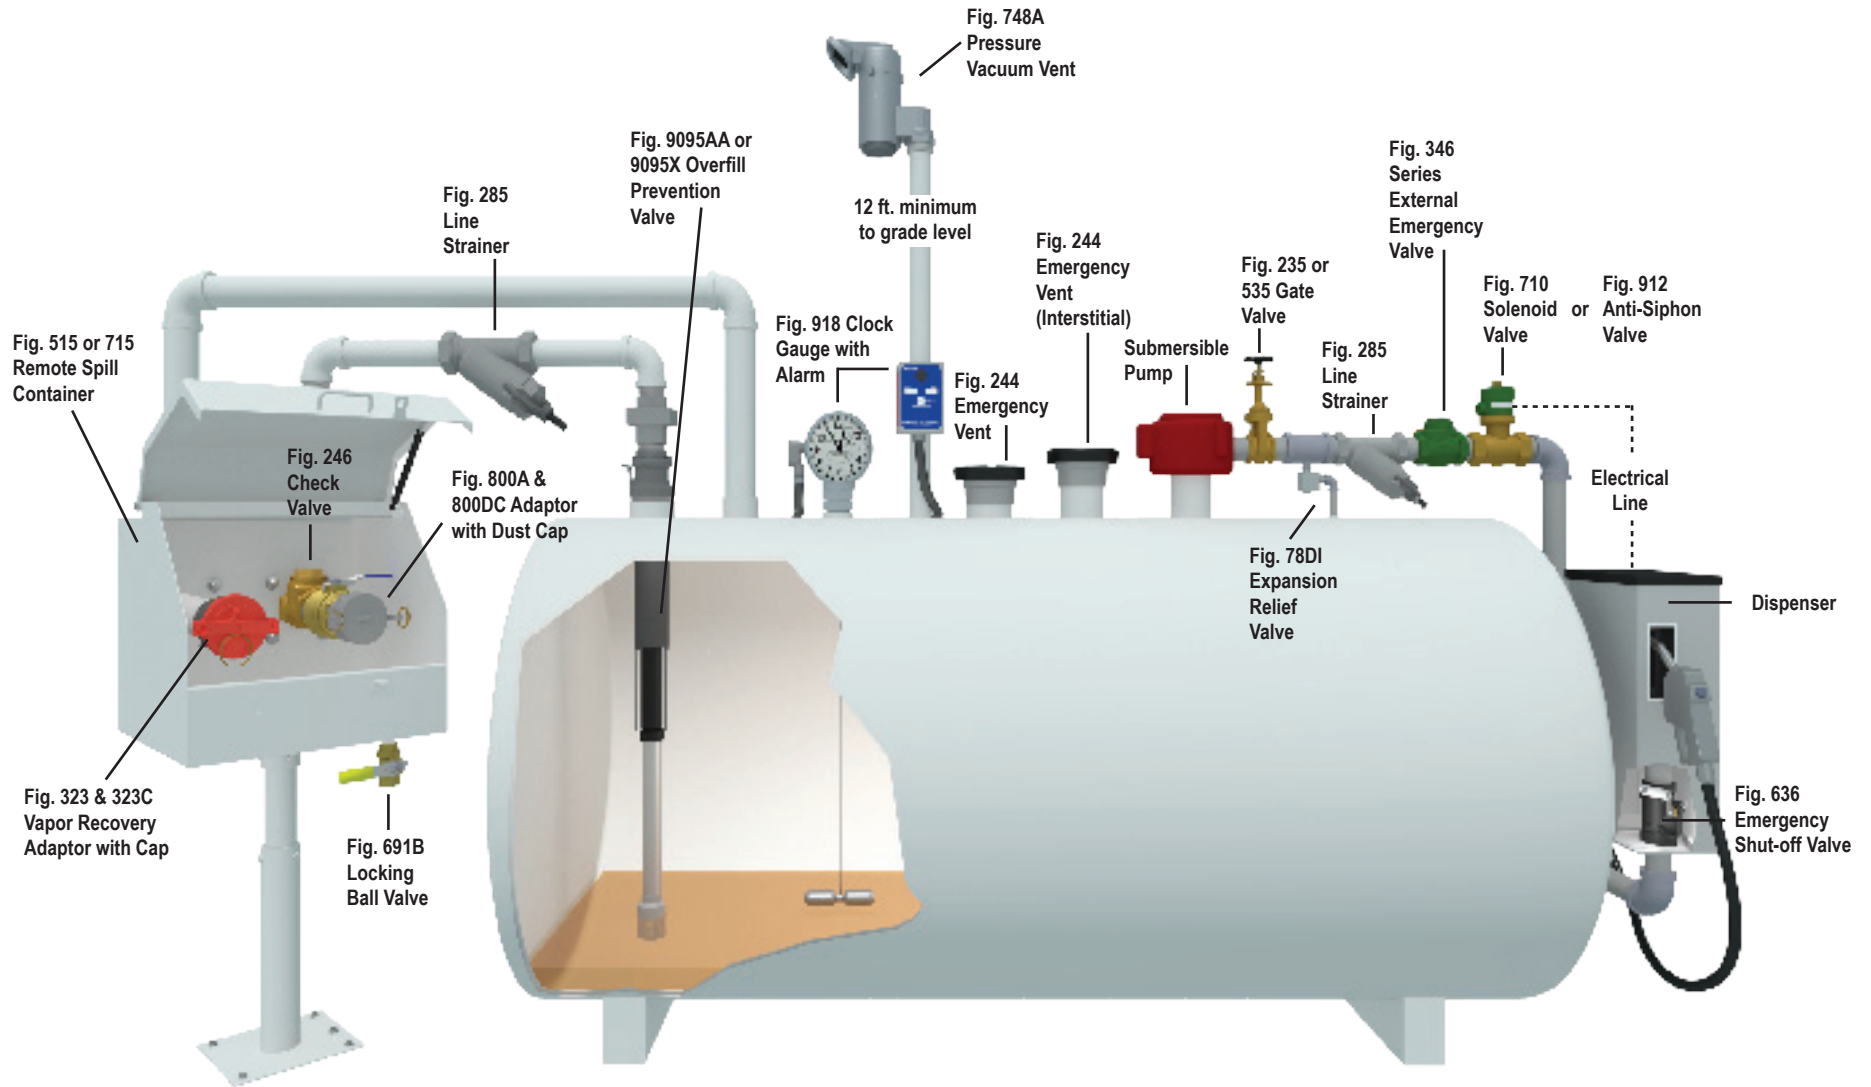 Fig. 748A
Pressure
Vacuum Vent
Fig. 9095AA or
9095X Overfill
Prevention
Valve
Fig. 346
Series
External
Emergency
Valve
Fig. 285
Line
Strainer
12 ft. minimum
to grade level
Fig. 244
Emergency
Vent
(Interstitial)
Fig. 235 or
535 Gate
Valve
Fig. 710
Solenoid
Valve
or
Fig. 912
Anti-Siphon
Valve
Fig. 515 or 715
Remote Spill
Container
Fig. 918 Clock
Gauge with
Alarm
Submersible
Pump
Fig. 285
Line
Strainer
Fig. 244
Emergency
Vent
Fig. 246
Check
Valve
Fig. 800A &
800DC Adaptor
with Dust Cap
Electrical
Line
Fig. 78DI
Expansion
Relief
Valve
Dispenser
Fig. 323 & 323C
Vapor Recovery
Adaptor with Cap
Fig. 691B
Locking
Ball Valve
Fig. 636
Emergency
Shut-off Valve